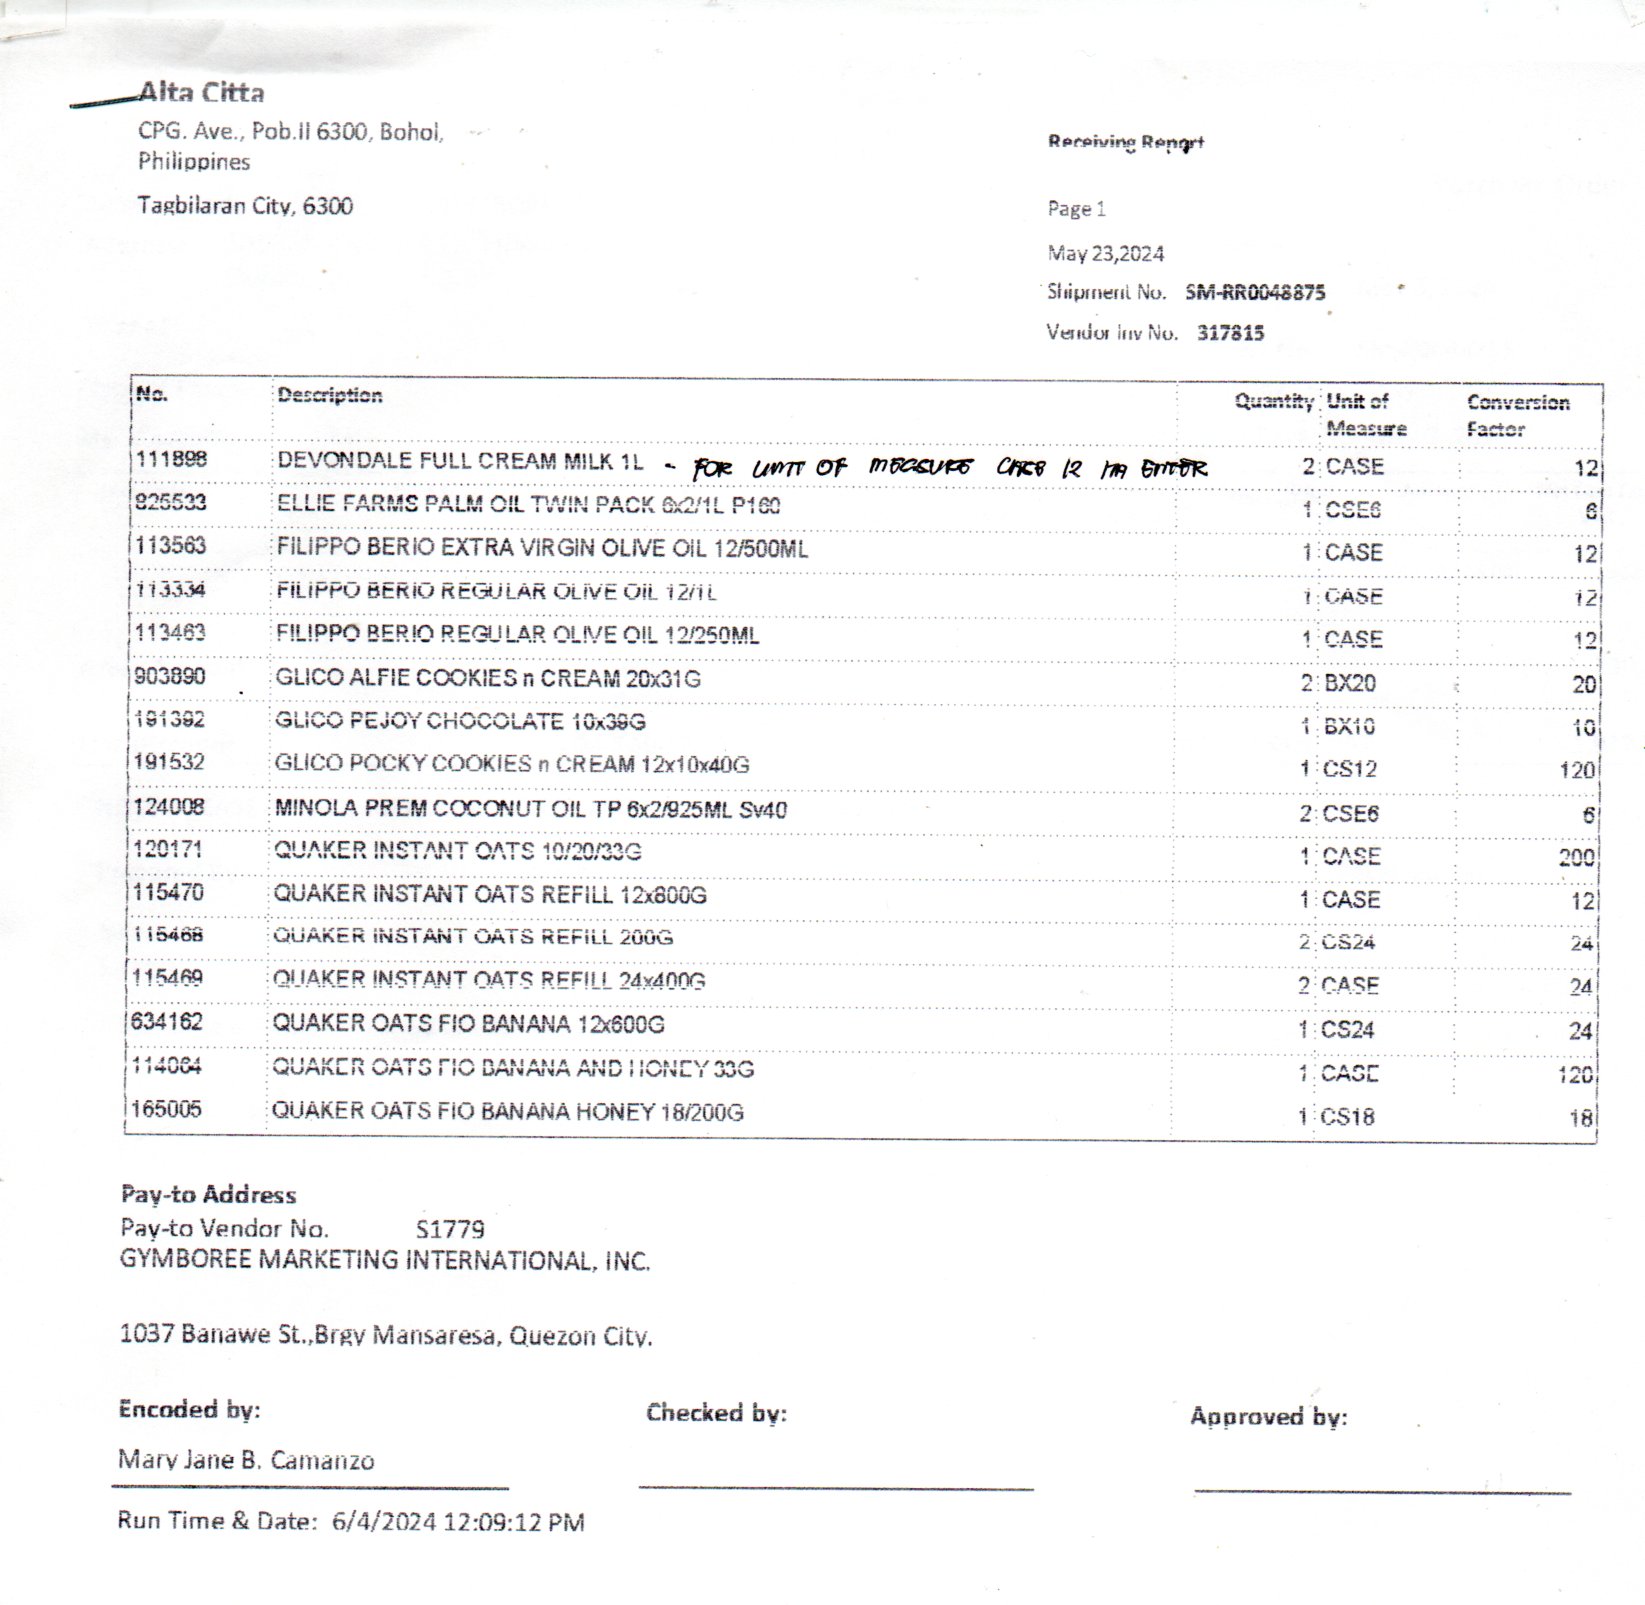 Alta Citta
CPG. Ave., Pob.II 6300, Bohol,
Philippines
Tagbilaran City, 6300
Receiving Report
Page 1
May 23,2024
Shipment No. SM-RR0048875
Vendor Inv No. 317815
No. Description Quantity Unit of Measure Conversion Factor
111898 DEVONDALE FULL CREAM MILK 1L - FOR UNIT OF MEASURE CASE 12 ENTER 2 CASE 12
825533 ELLIE FARMS PALM OIL TWIN PACK 6x2/1L P160 1 CSE6 6
113563 FILIPPO BERIO EXTRA VIRGIN OLIVE OIL 12/500ML 1 CASE 12
113334 FILIPPO BERIO REGULAR OLIVE OIL 12/1L 1 CASE 12
113463 FILIPPO BERIO REGULAR OLIVE OIL 12/250ML 1 CASE 12
903890 GLICO ALFIE COOKIES n CREAM 20x31G 2 BX20 20
191392 GLICO PEJOY CHOCOLATE 10x39G 1 BX10 10
191532 GLICO POCKY COOKIES n CREAM 12x10x40G 1 CS12 120
124008 MINOLA PREM COCONUT OIL TP 6x2/925ML Sv40 2 CSE6 6
120171 QUAKER INSTANT OATS 10/20/33G 1 CASE 200
115470 QUAKER INSTANT OATS REFILL 12x800G 1 CASE 12
115468 QUAKER INSTANT OATS REFILL 200G 2 CS24 24
115469 QUAKER INSTANT OATS REFILL 24x400G 2 CASE 24
634162 QUAKER OATS FIO BANANA 12x600G 1 CS24 24
114064 QUAKER OATS FIO BANANA AND HONEY 33G 1 CASE 120
165005 QUAKER OATS FIO BANANA HONEY 18/200G 1 CS18 18
Pay-to Address
Pay-to Vendor No. S1779
GYMBOREE MARKETING INTERNATIONAL, INC.
1037 Banawe St.,Brgy Mansaresa, Quezon City.
Encoded by: Checked by: Approved by:
Mary Jane B. Camanzo
Run Time & Date: 6/4/2024 12:09:12 PM